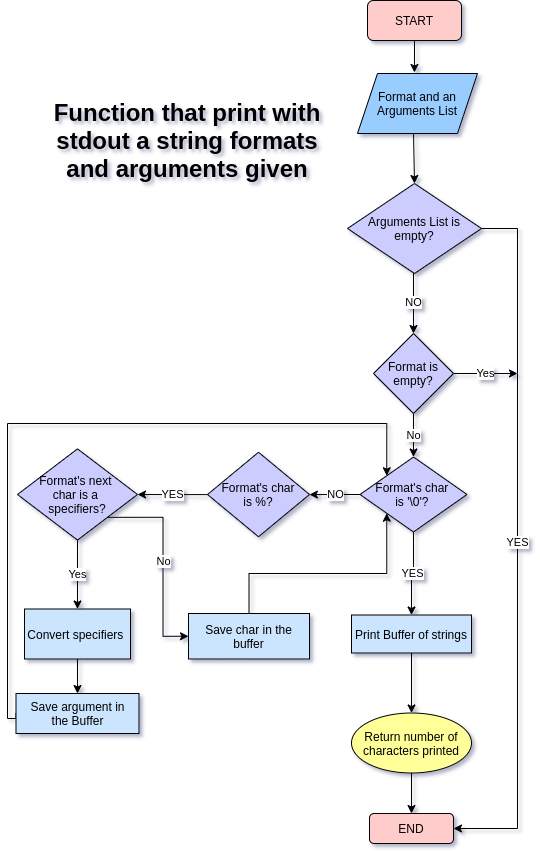 START
Format and an
Arguments List
Function that print with
stdout a string formats
and arguments given
Arguments List is
empty?
NO
Format is
empty?
Yes
No
Format's next
char is a
specifiers?
YES
Format's char
is %?
NO
Format's char
is '\0'?
YES
No
Yes
YES
Convert specifiers
Save char in the
buffer
Print Buffer of strings
Save argument in
the Buffer
Return number of
characters printed
END